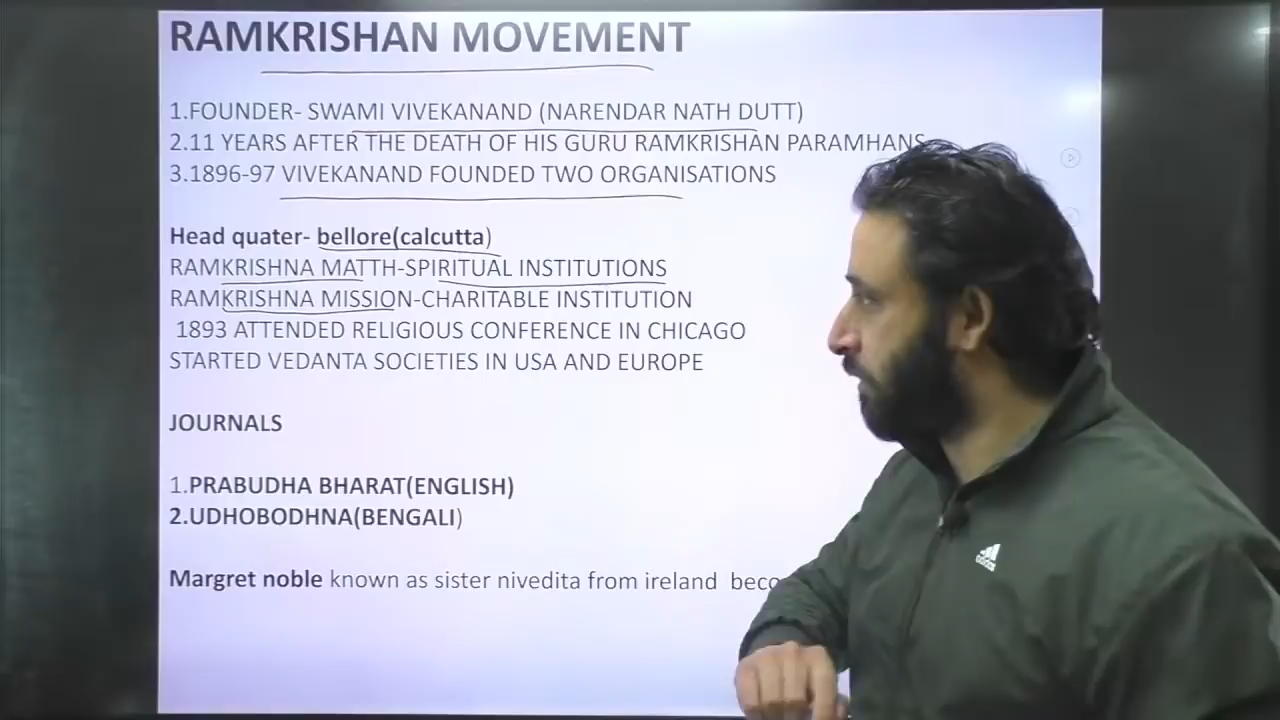 RAMKRISHAN MOVEMENT
1.FOUNDER- SWAMI VIVEKANAND (NARENDAR NATH DUTT)
2.11 YEARS AFTER THE DEATH OF HIS GURU RAMKRISHAN PARAMHANS
3.1896-97 VIVEKANAND FOUNDED TWO ORGANISATIONS
Head quater- bellore(calcutta)
RAMKRISHNA MATTH-SPIRITUAL INSTITUTIONS
RAMKRISHNA MISSION-CHARITABLE INSTITUTION
1893 ATTENDED RELIGIOUS CONFERENCE IN CHICAGO
STARTED VEDANTA SOCIETIES IN USA AND EUROPE
JOURNALS
1.PRABUDHA BHARAT(ENGLISH)
2.UDHOBODHNA(BENGALI)
Margret noble known as sister nivedita from ireland
adidas